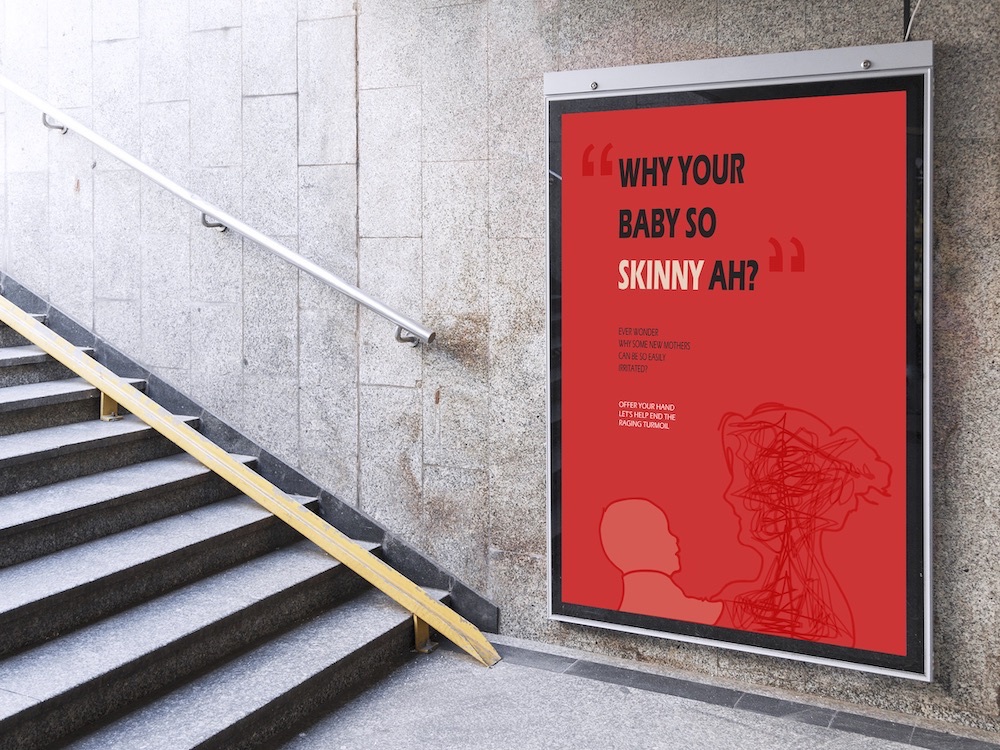 “ WHY YOUR
BABY SO
SKINNY AH? ”
EVER WONDER
WHY SOME NEW MOTHERS
CAN BE SO EASILY
IRRITATED?
OFFER YOUR HAND
LET'S HELP END THE
RAGING TURMOIL.